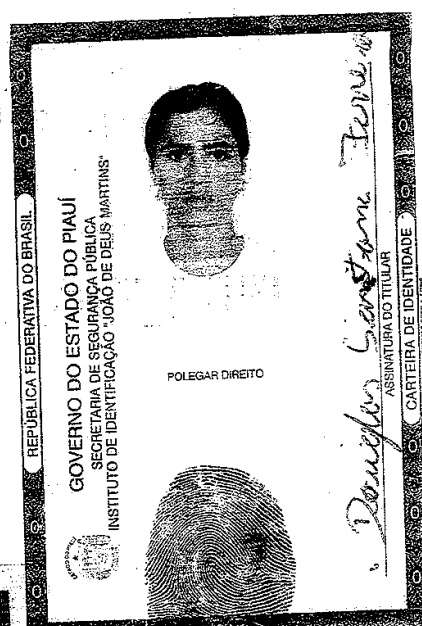 REPÚBLICA FEDERATIVA DO BRASIL
GOVERNO DO ESTADO DO PIAUÍ
SECRETARIA DE SEGURANÇA PÚBLICA
INSTITUTO DE IDENTIFICAÇÃO "JOÃO DE DEUS MARTINS"
POLEGAR DIREITO
ASSINATURA DO TITULAR
CARTEIRA DE IDENTIDADE